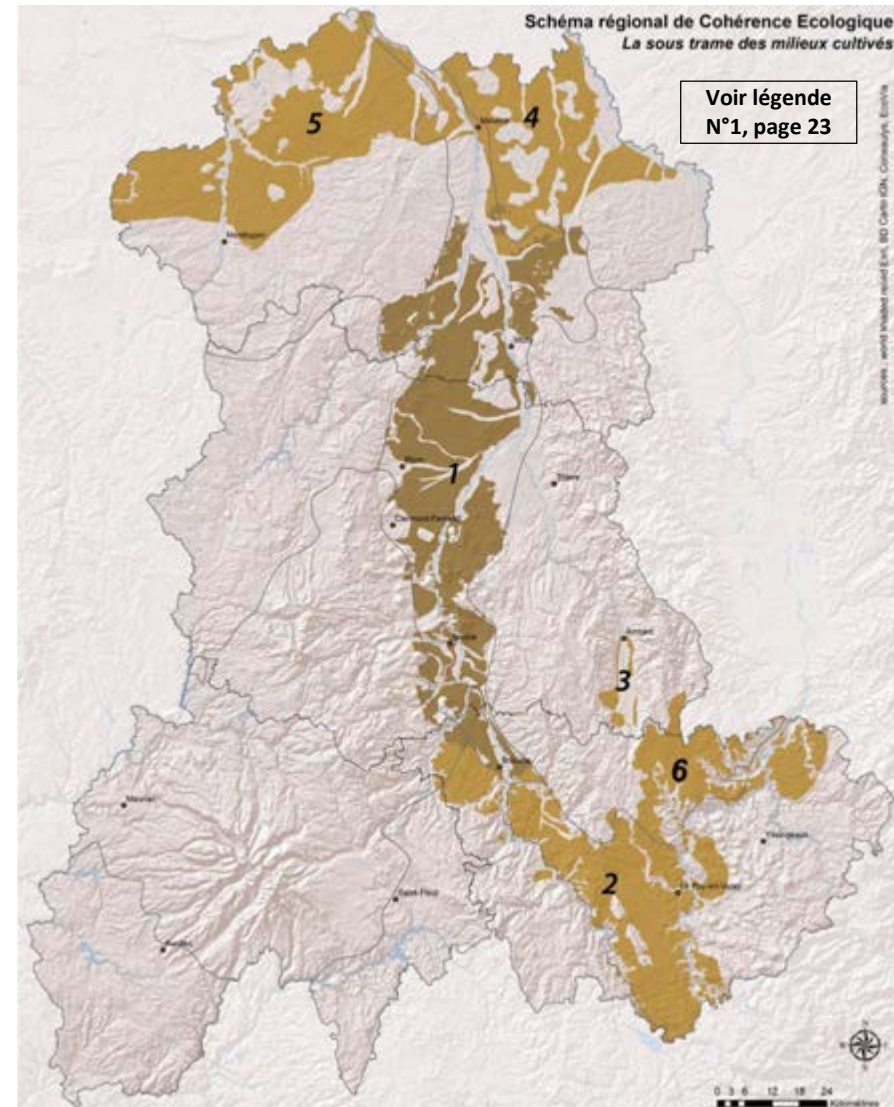 Schéma régional de Cohérence Ecologique
La sous trame des milieux cultivés
Voir légende
N°1, page 23
5
4
Moulins
Montluçon
Vichy
Riom
1
Thiers
Clermont-Ferrand
Issoire
Ambert
3
6
Brioude
Mauriac
Yssingeaux
2
Le Puy-en-Velay
Saint-Flour
Aurillac
0 3 6 12 18 24
Kilomètres